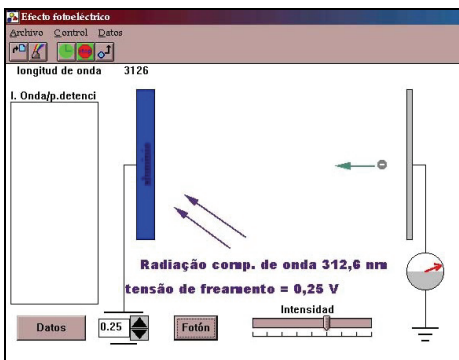 Efecto fotoeléctrico
Archivo Control Datos
longitud de onda 3126
l. Onda/p.detenci
aluminio
Radiação comp. de onda 312,6 nm
tensão de freamento = 0,25 V
Intensidad
Datos 0.25 Fotón